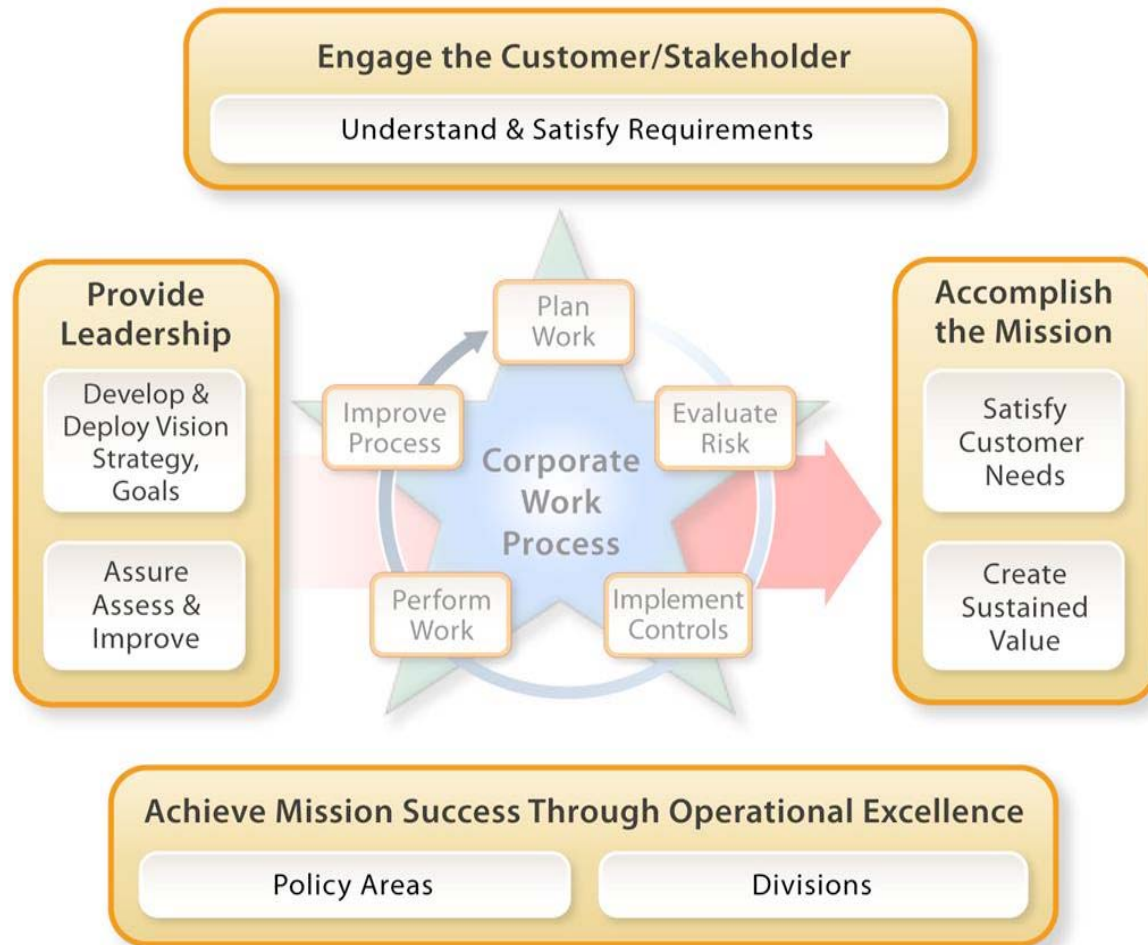 Engage the Customer/Stakeholder
Understand & Satisfy Requirements
Provide
Leadership
Develop &
Deploy Vision
Strategy,
Goals
Assure
Assess &
Improve
Plan
Work
Improve
Process
Evaluate
Risk
Corporate
Work
Process
Perform
Work
Implement
Controls
Accomplish
the Mission
Satisfy
Customer
Needs
Create
Sustained
Value
Achieve Mission Success Through Operational Excellence
Policy Areas
Divisions